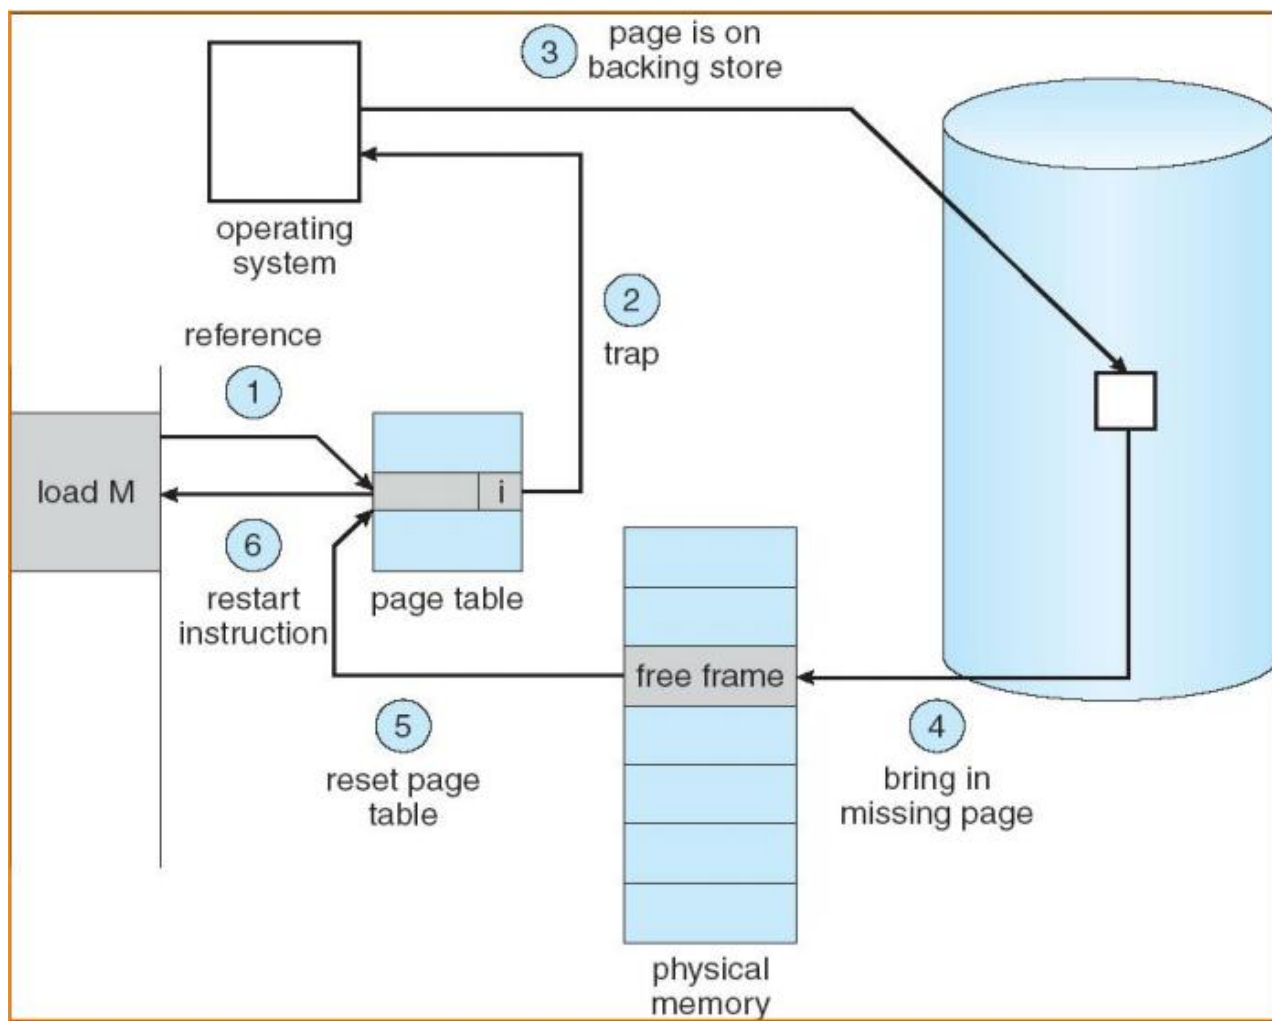 3
page is on
backing store
operating
system
2
trap
reference
1
load M
i
6
restart
instruction
page table
free frame
5
reset page
table
4
bring in
missing page
physical
memory